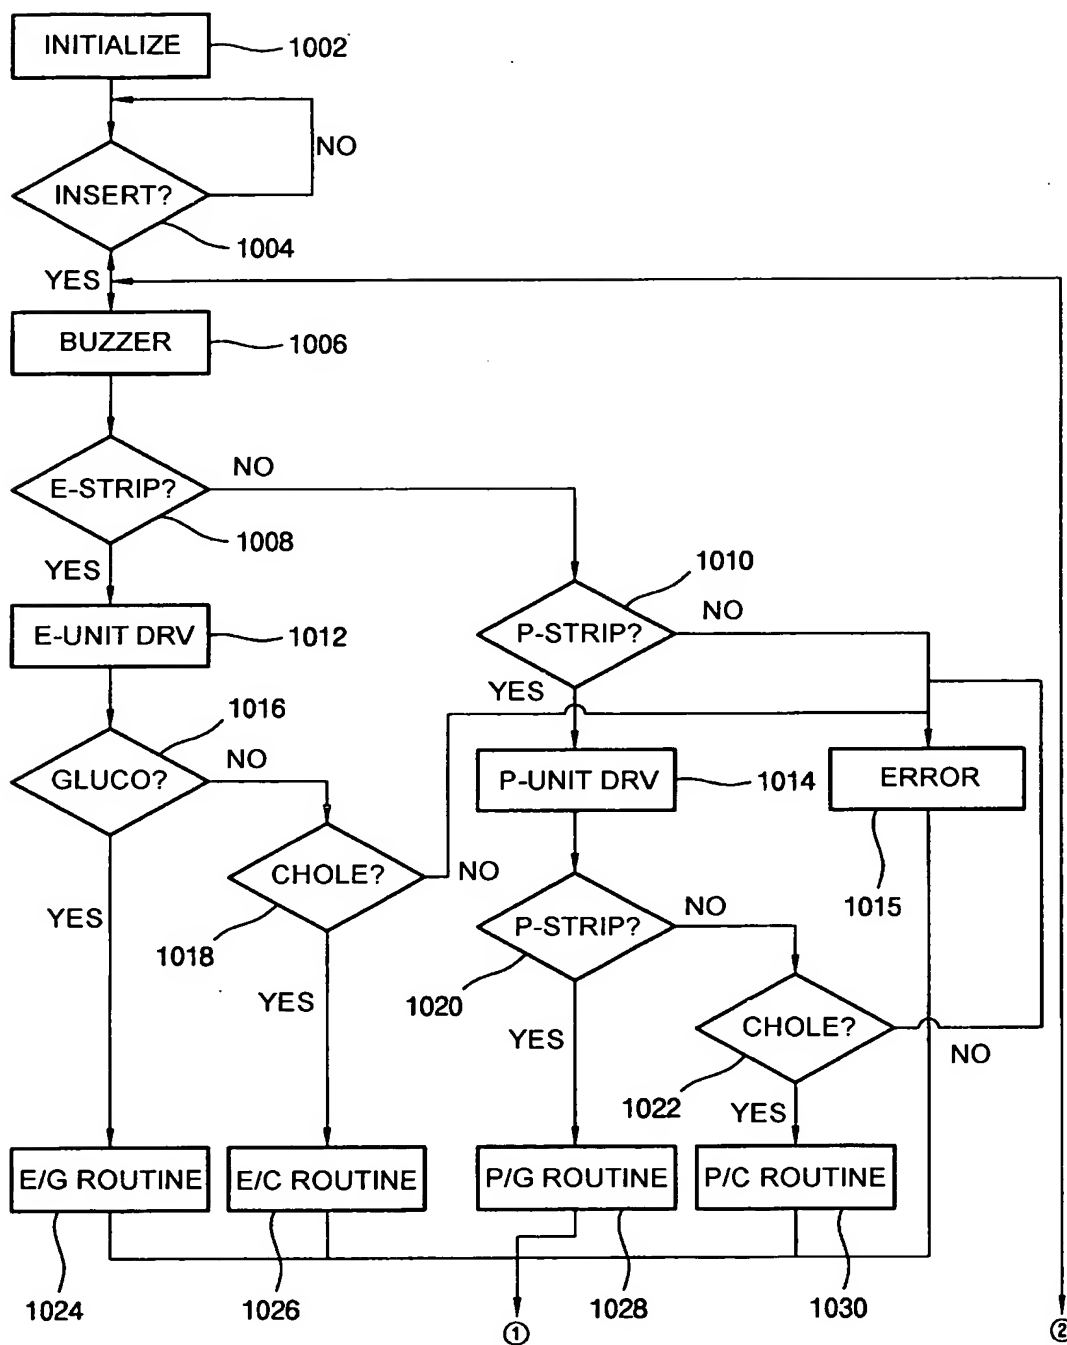 INITIALIZE
1002
NO
INSERT?
1004
YES
BUZZER
1006
NO
E-STRIP?
1008
YES
1010
NO
E-UNIT DRV
1012
P-STRIP?
YES
1016
NO
GLUCO?
P-UNIT DRV
1014
ERROR
CHOLE?
NO
1015
YES
1018
P-STRIP?
NO
1020
YES
CHOLE?
YES
NO
1022
YES
E/G ROUTINE
E/C ROUTINE
P/G ROUTINE
P/C ROUTINE
1024
1026
1028
1030
①
②